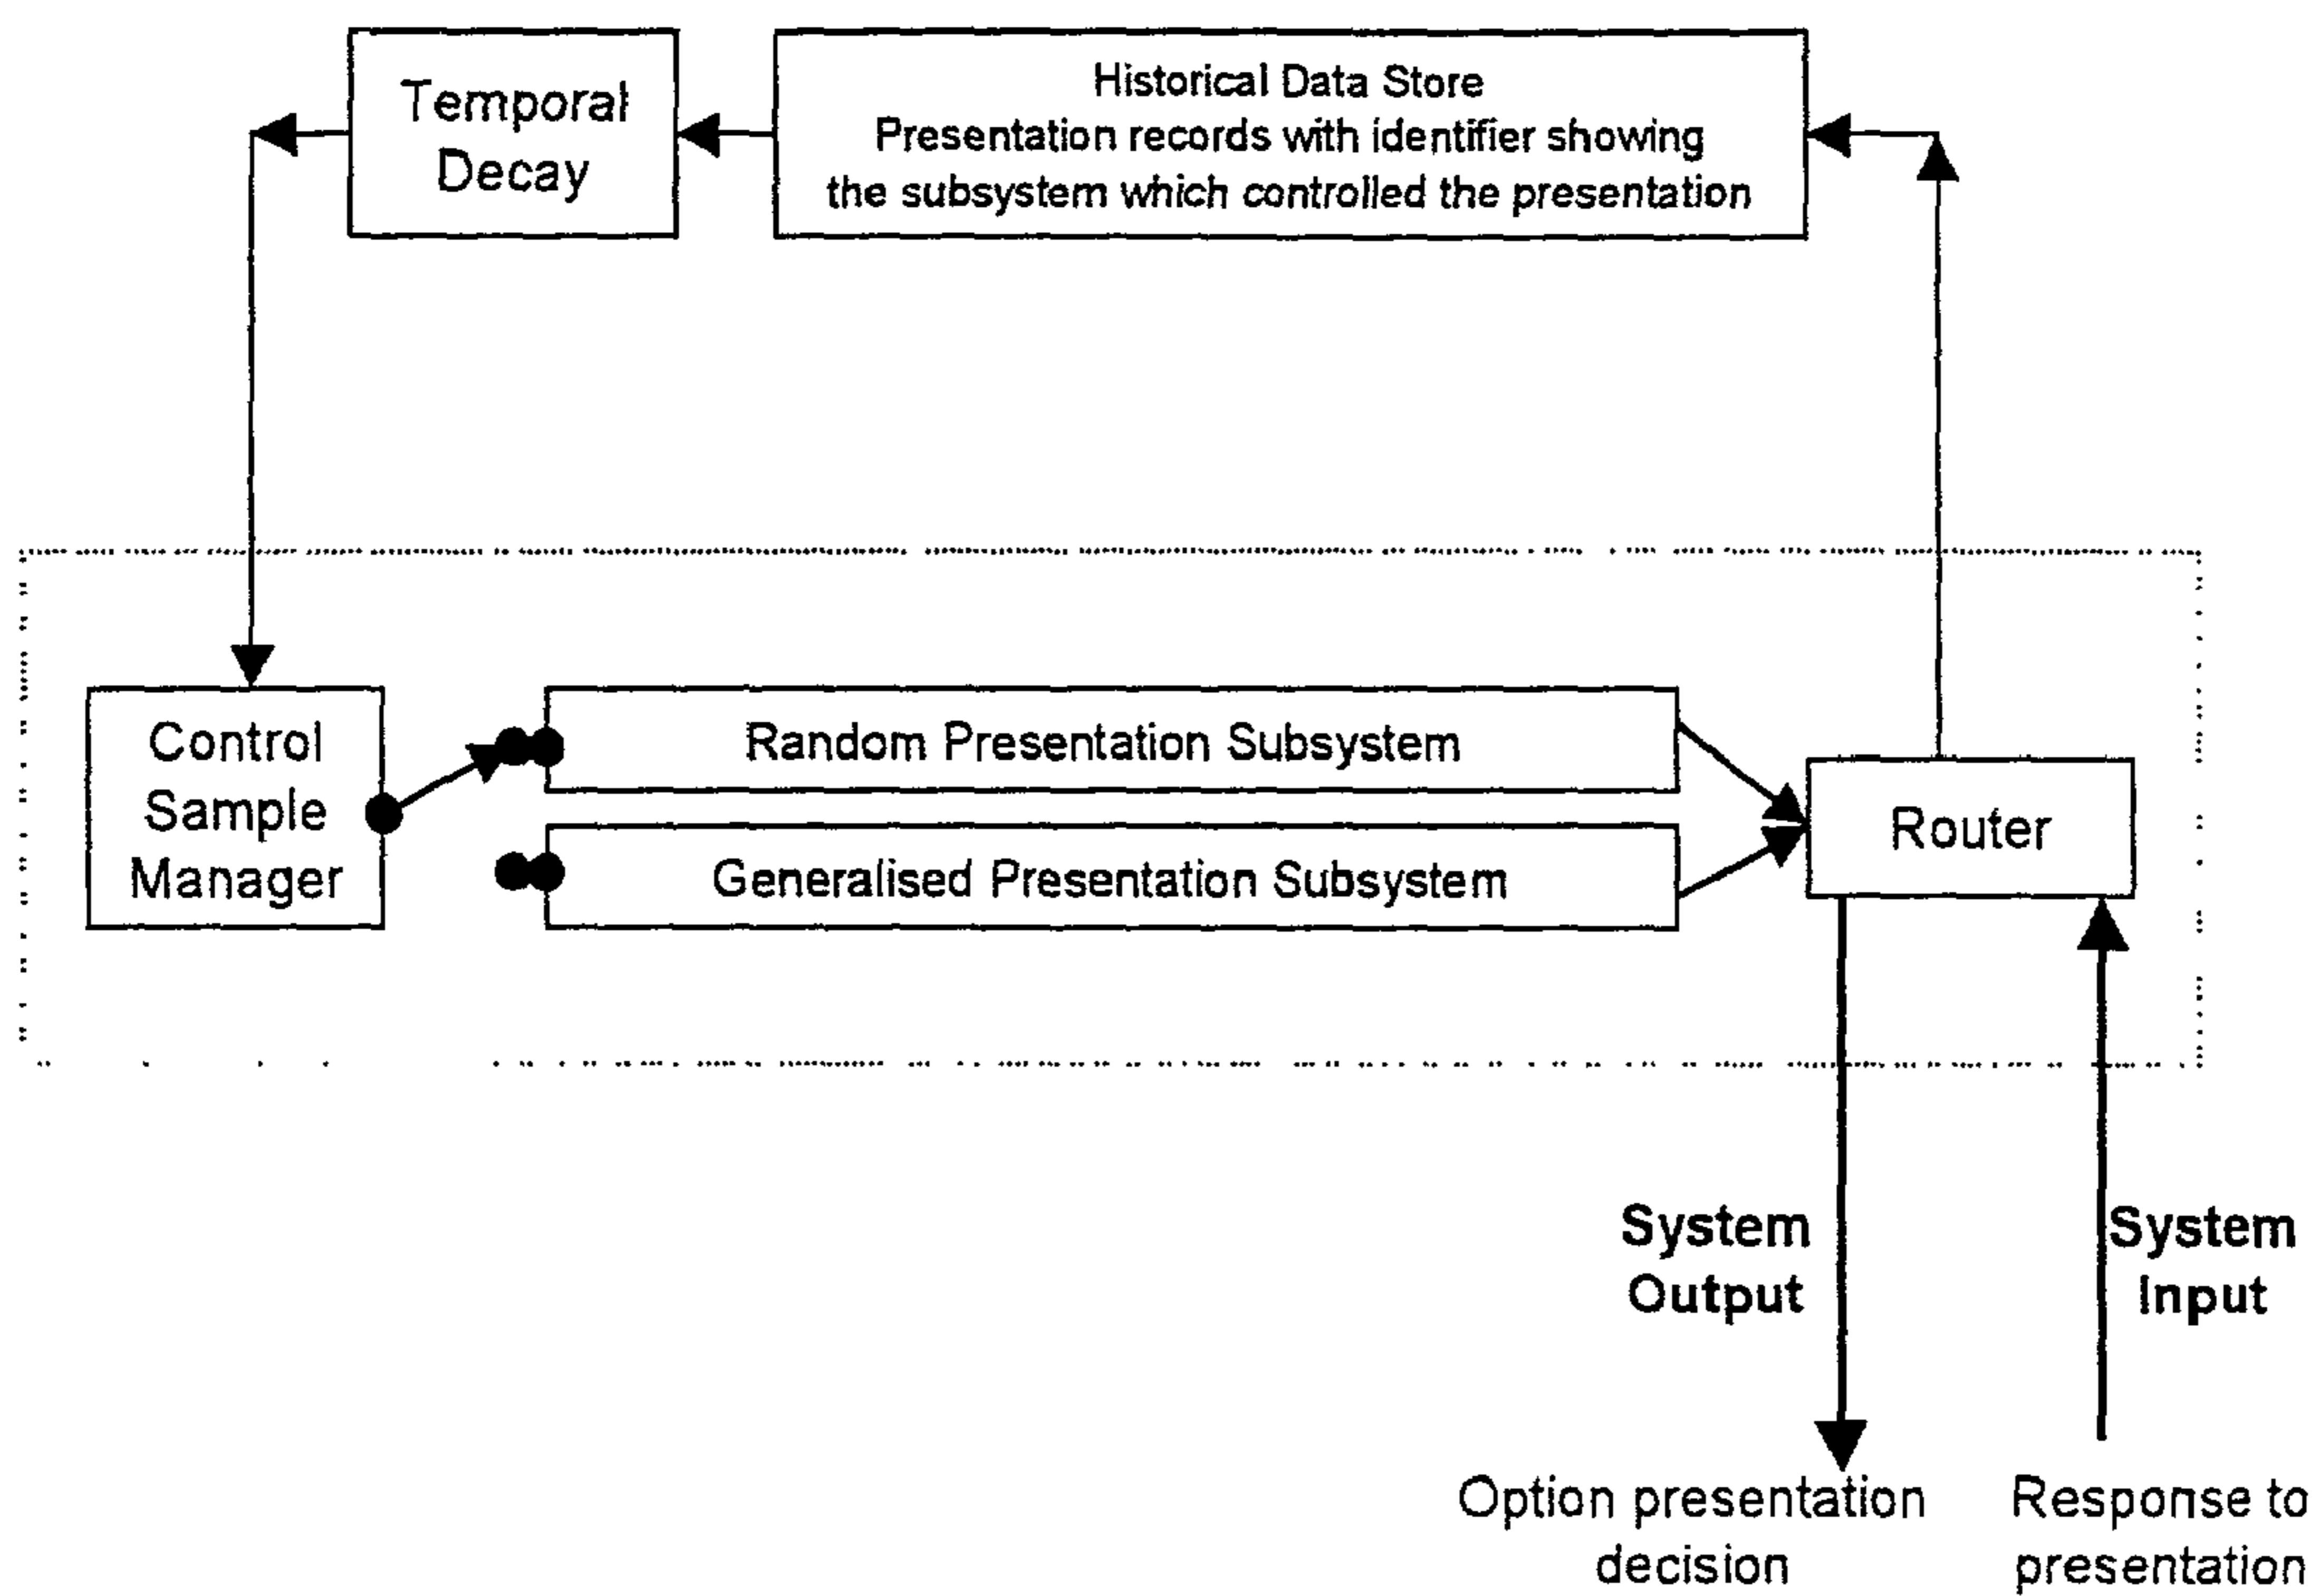 Temporal
Decay
Historical Data Store
Presentation records with identifier showing
the subsystem which controlled the presentation
Control
Sample
Manager
Random Presentation Subsystem
Generalised Presentation Subsystem
Router
System
Output
System
Input
Option presentation
decision
Response to
presentation